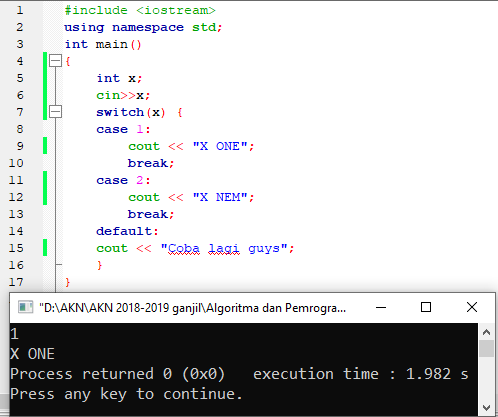 1 #include <iostream>
2 using namespace std;
3 int main()
4 {
5 int x;
6 cin>>x;
7 switch(x) {
8 case 1:
9 cout << "X ONE";
10 break;
11 case 2:
12 cout << "X NEM";
13 break;
14 default:
15 cout << "Coba lagi guys";
16 }
17 }
"D:\AKN\AKN 2018-2019 ganjil\Algoritma dan Pemrogra...
1
X ONE
Process returned 0 (0x0) execution time : 1.982 s
Press any key to continue.